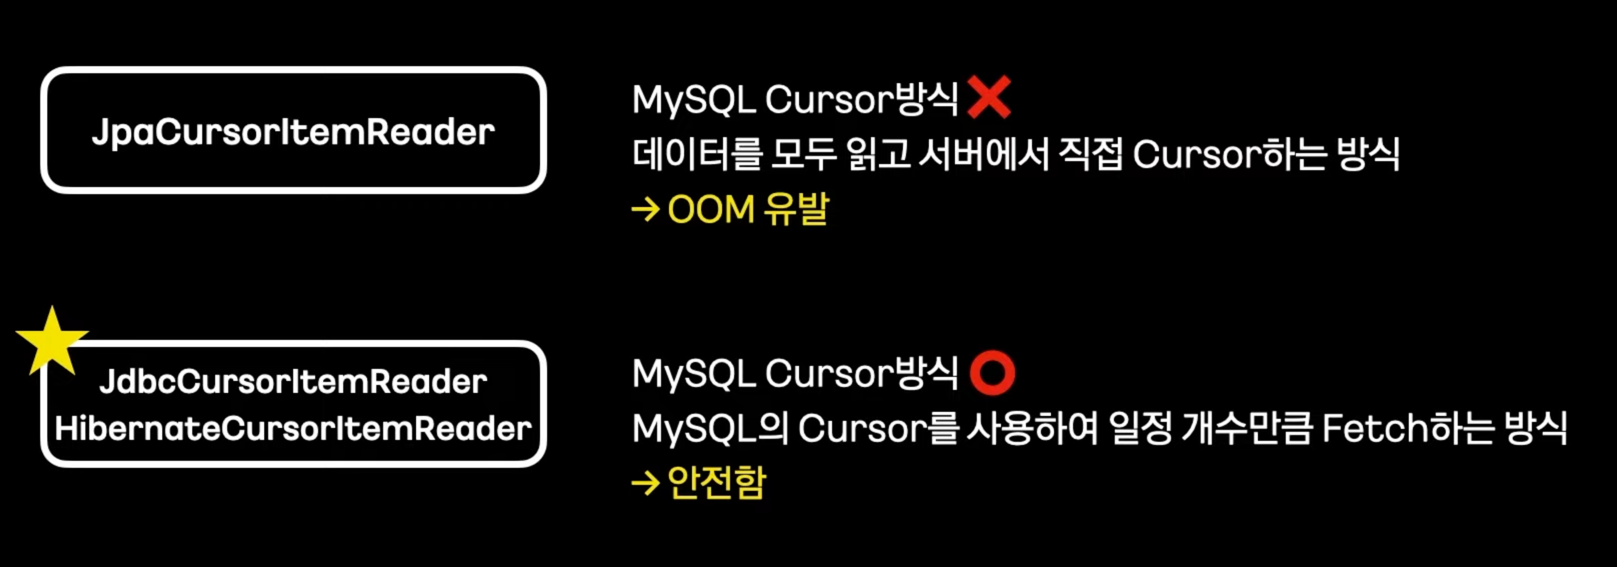 JpaCursorItemReader
MySQL Cursor방식 ❌
데이터를 모두 읽고 서버에서 직접 Cursor하는 방식
→ OOM 유발
JdbcCursorItemReader
HibernateCursorItemReader
MySQL Cursor방식 ⭕
MySQL의 Cursor를 사용하여 일정 개수만큼 Fetch하는 방식
→ 안전함